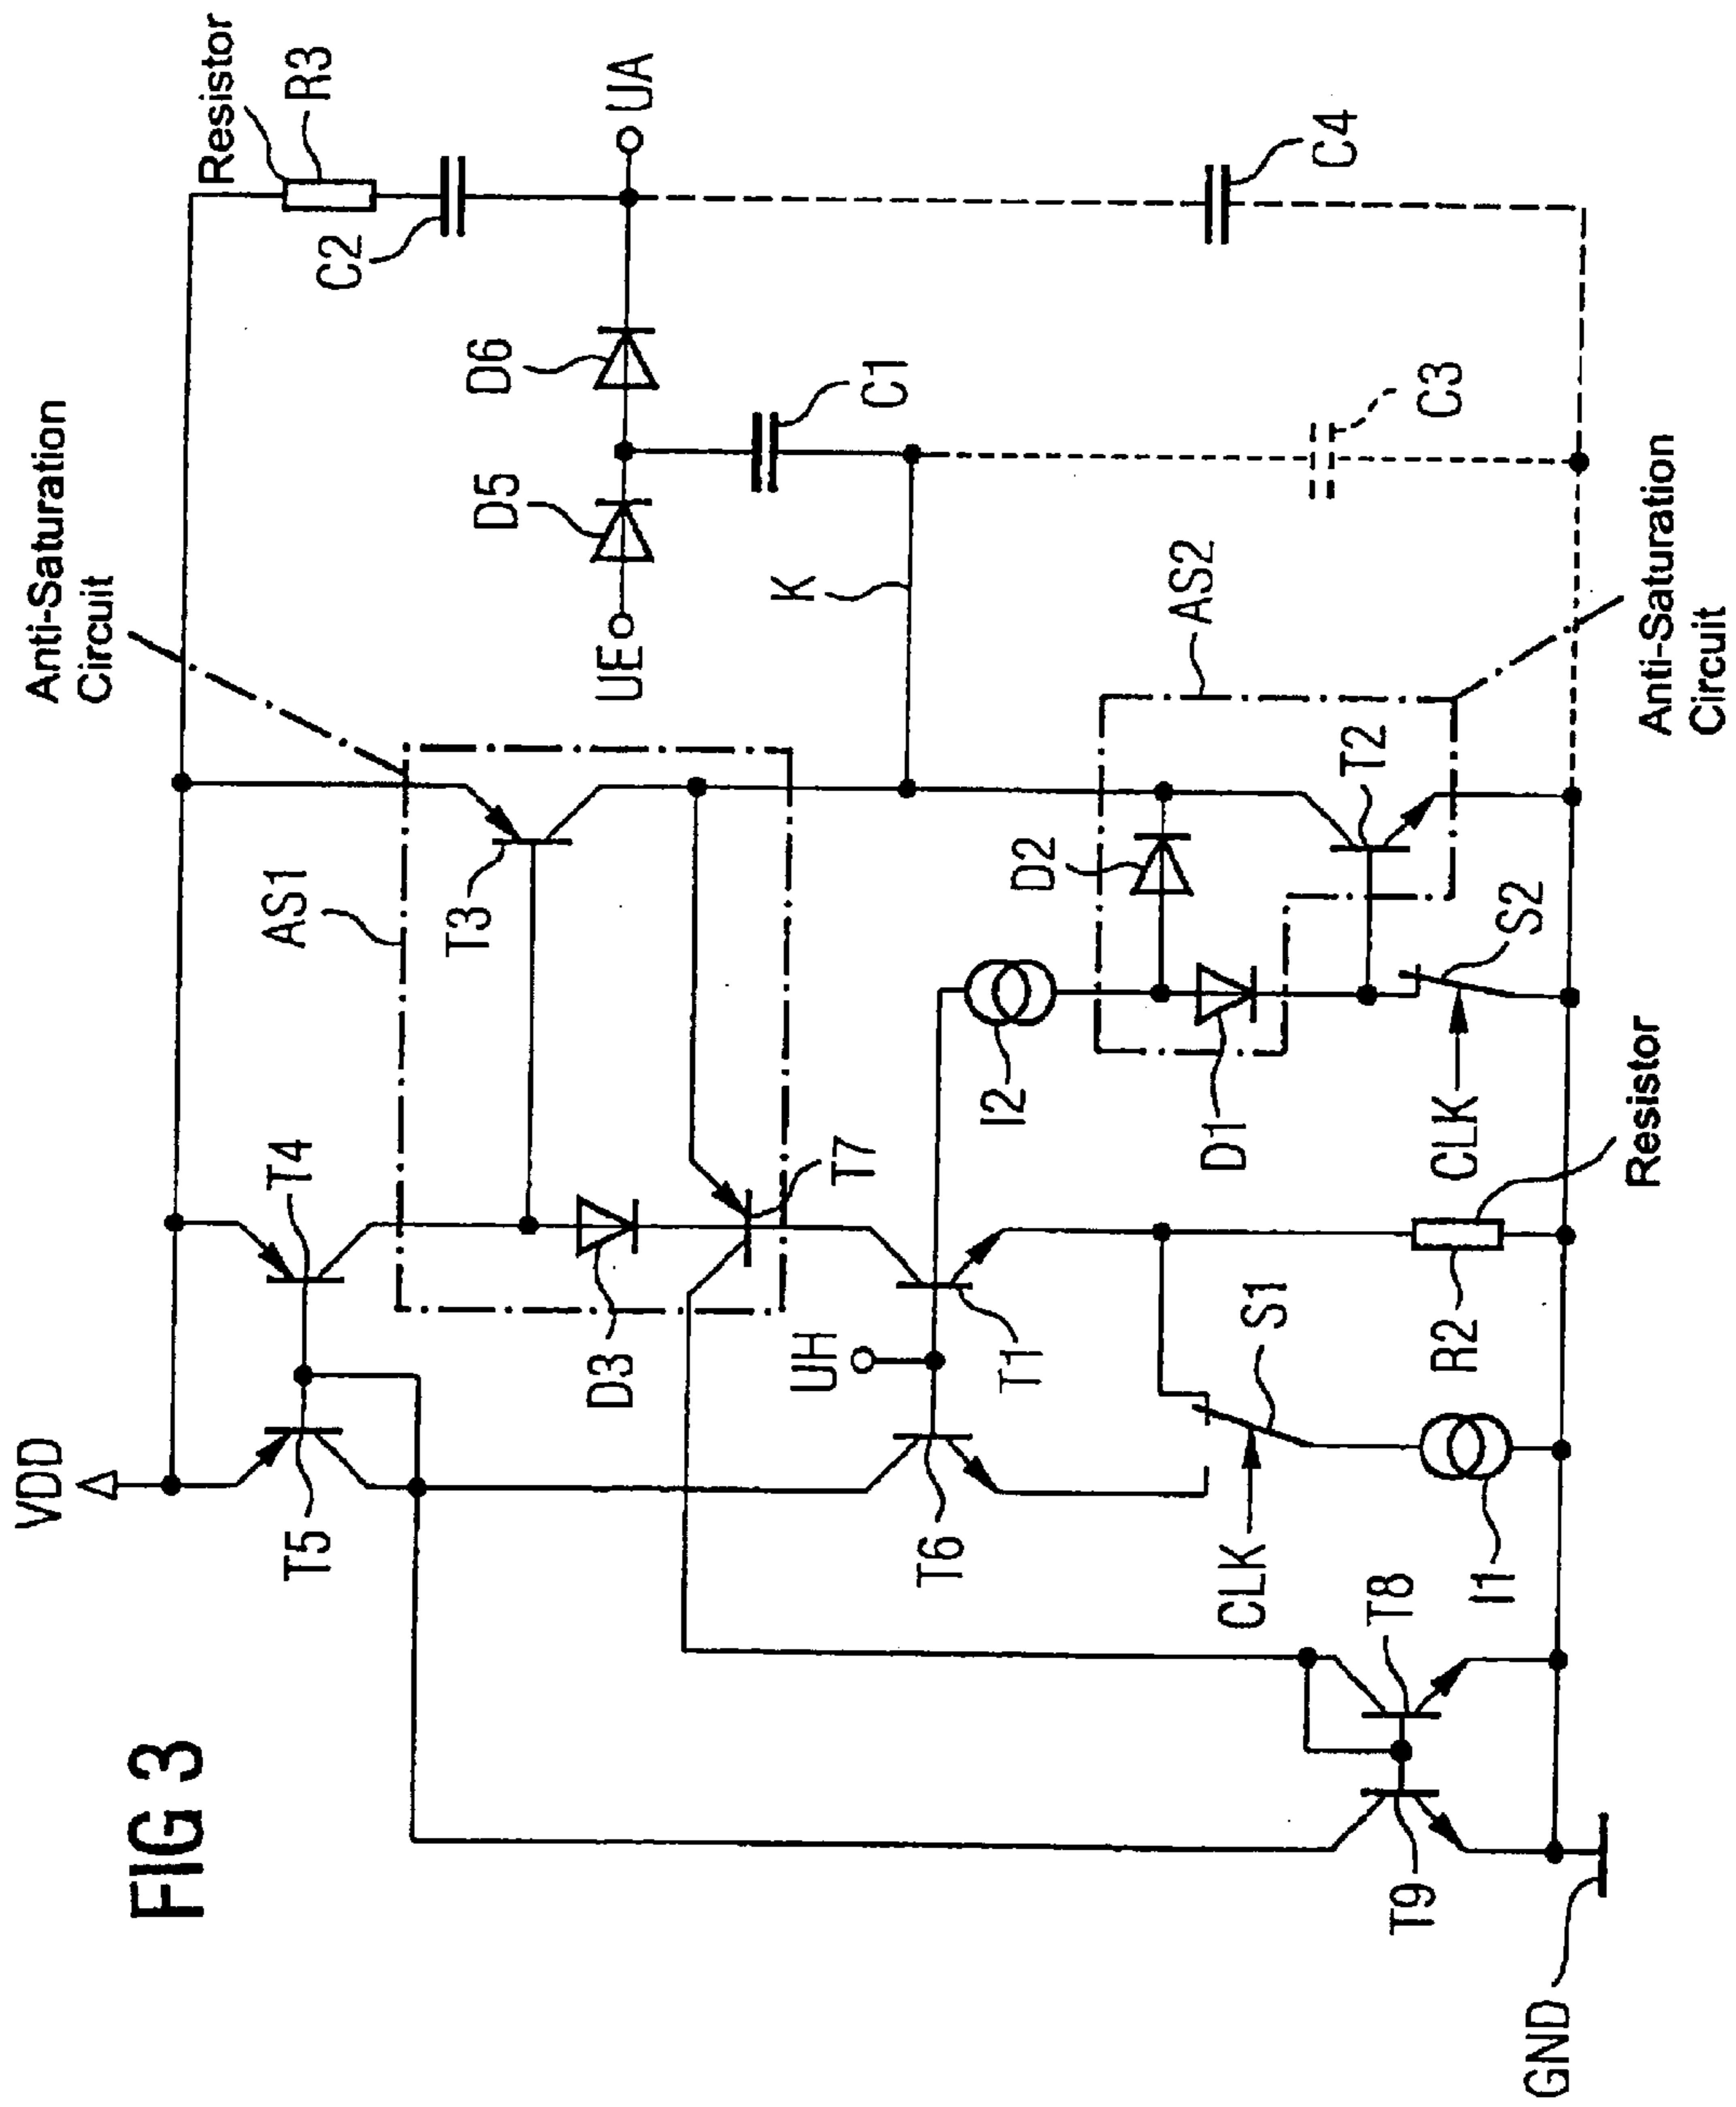 FIG 3
VDD
T5
T4
Anti-Saturation
Circuit
Resistor
R3
C2
AS1
T3
D5
D6
UE
UA
D3
T7
K
C1
UH
T6
T1
I2
D2
AS2
T2
C3
C4
D1
S2
CLK
S1
CLK
R2
I1
T8
T9
Resistor
Anti-Saturation
Circuit
GND